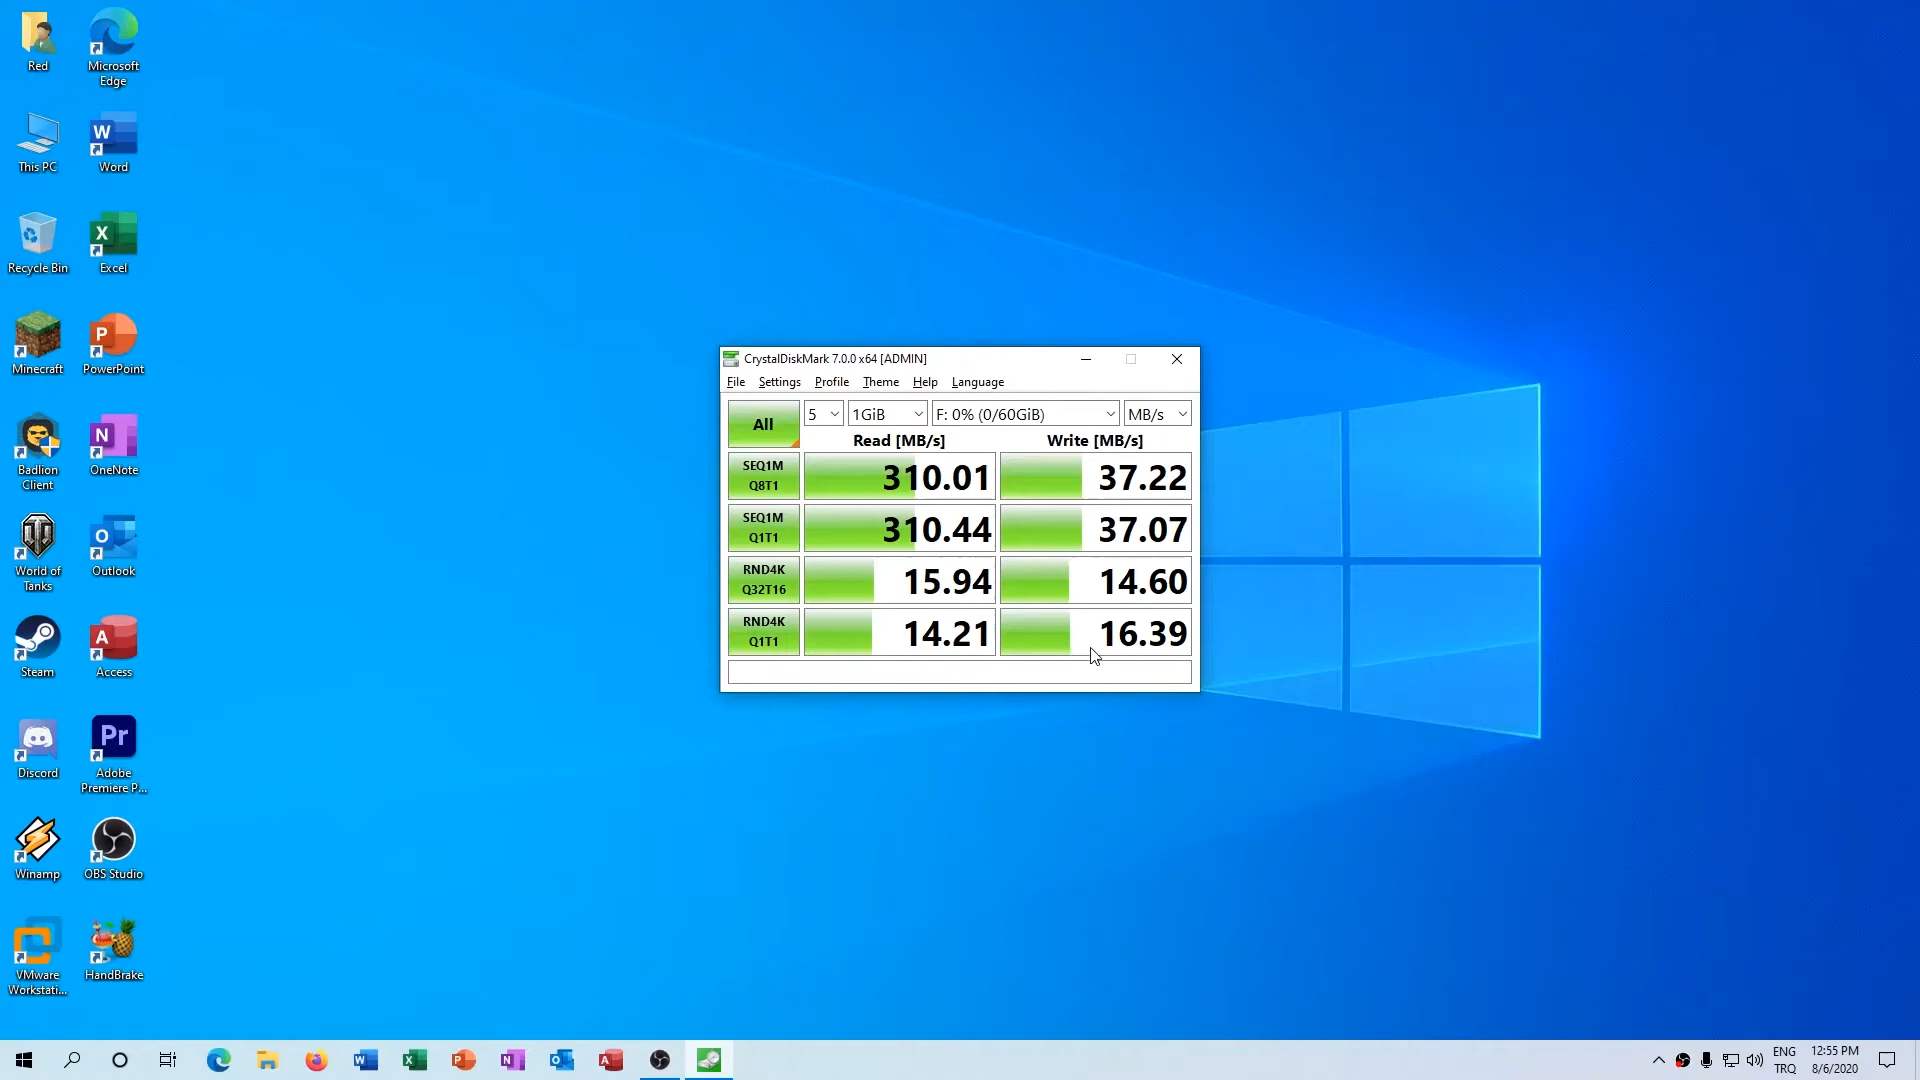 Red
Microsoft
Edge
This PC
W
Word
Recycle Bin
X
Excel
Minecraft
P
PowerPoint
Badlion
Client
N
OneNote
World of
Tanks
O
Outlook
Steam
A
Access
Discord
Pr
Adobe
Premiere P...
Winamp
OBS Studio
VMware
Workstati...
HandBrake
CrystalDiskMark 7.0.0 x64 [ADMIN]
File Settings Profile Theme Help Language
All 5 1GiB F: 0% (0/60GiB) MB/s
Read [MB/s] Write [MB/s]
SEQ1M
Q8T1
310.01 37.22
SEQ1M
Q1T1
310.44 37.07
RND4K
Q32T16
15.94 14.60
RND4K
Q1T1
14.21 16.39
W X P N O A
ENG
TRQ
12:55 PM
8/6/2020